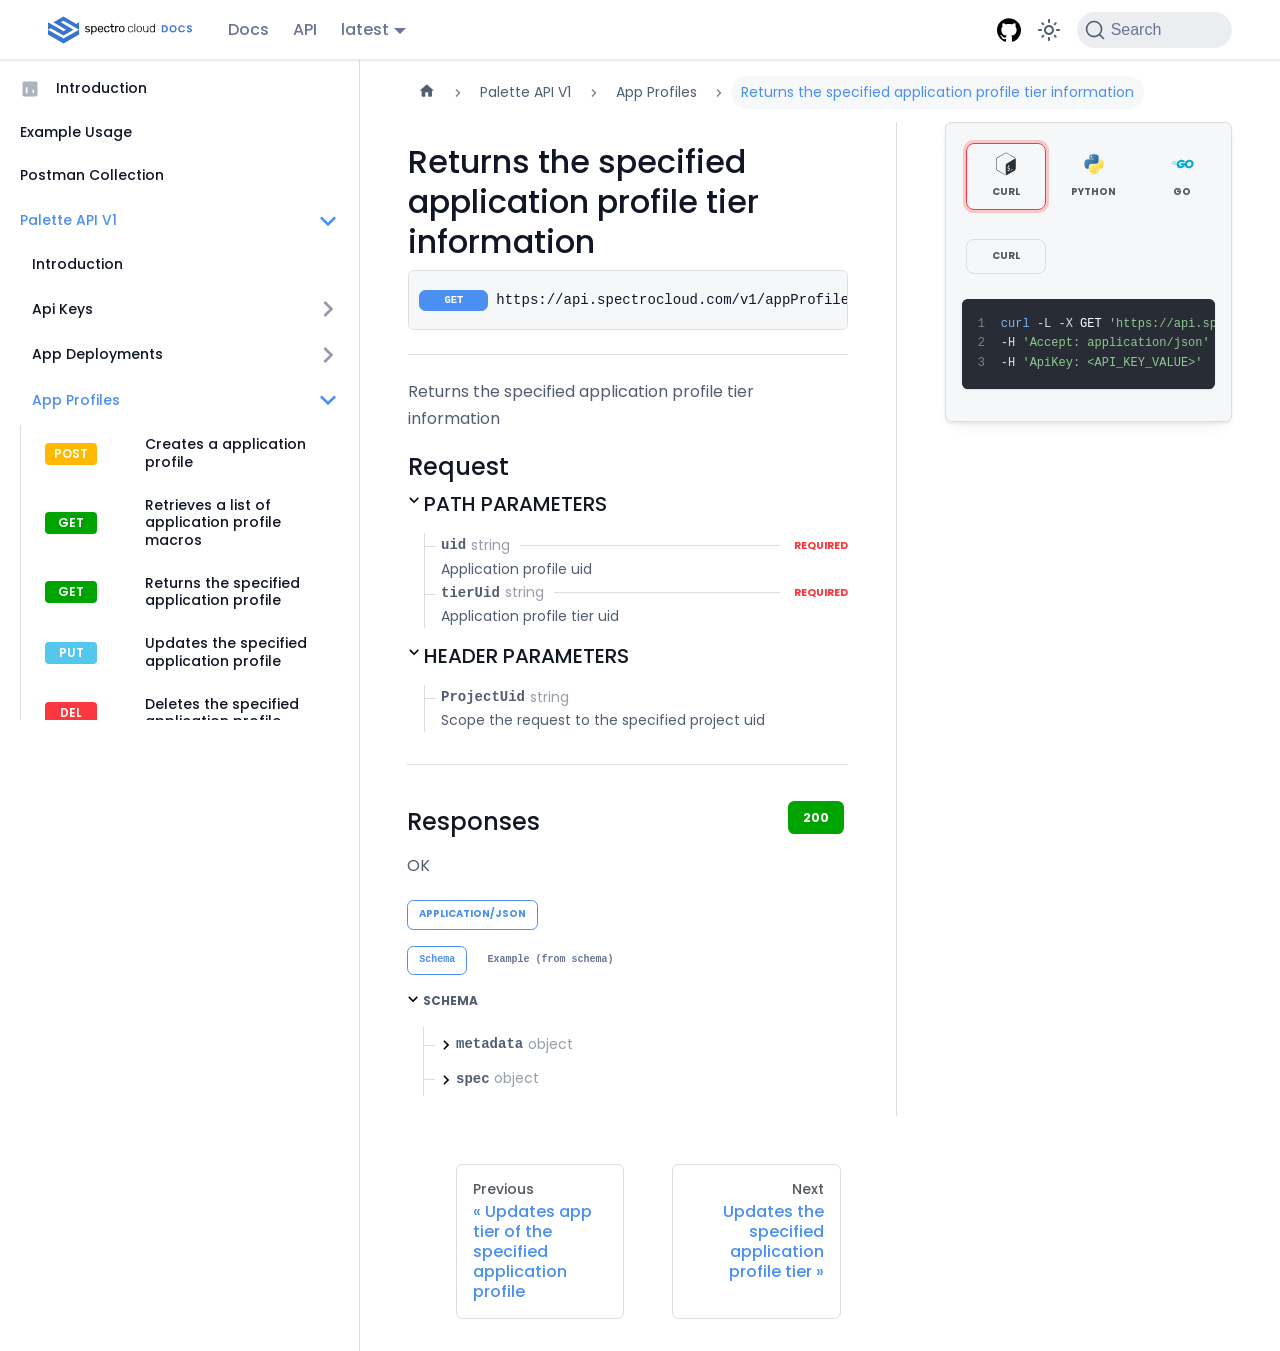 spectro cloud DOCS
Docs
API
latest
Search
Introduction
Example Usage
Postman Collection
Palette API V1
Introduction
Api Keys
App Deployments
App Profiles
POST
Creates a application
profile
GET
Retrieves a list of
application profile
macros
GET
Returns the specified
application profile
PUT
Updates the specified
application profile
DEL
Deletes the specified
application profile
Palette API V1
App Profiles
Returns the specified application profile tier information
Returns the specified
application profile tier
information
GET
https://api.spectrocloud.com/v1/appProfile
Returns the specified application profile tier
information
Request
PATH PARAMETERS
uid string
REQUIRED
Application profile uid
tierUid string
REQUIRED
Application profile tier uid
HEADER PARAMETERS
ProjectUid string
Scope the request to the specified project uid
Responses
200
OK
APPLICATION/JSON
Schema
Example (from schema)
SCHEMA
metadata object
spec object
CURL
PYTHON
GO
CURL
1 curl -L -X GET 'https://api.sp
2 -H 'Accept: application/json'
3 -H 'ApiKey: <API_KEY_VALUE>'
Previous
« Updates app
tier of the
specified
application
profile
Next
Updates the
specified
application
profile tier »